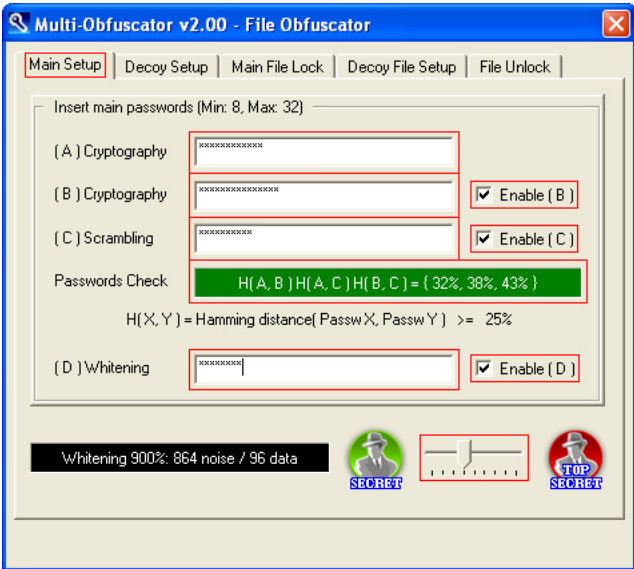 Multi-Obfuscator v2.00 - File Obfuscator
Main Setup Decoy Setup Main File Lock Decoy File Setup File Unlock
Insert main passwords (Min: 8, Max: 32)
( A ) Cryptography ************
( B ) Cryptography *************** Enable ( B )
( C ) Scrambling ********** Enable ( C )
Passwords Check H( A, B ) H( A, C ) H( B, C ) = { 32%, 38%, 43% }
H( X, Y ) = Hamming distance( Passw X, Passw Y ) >= 25%
( D ) Whitening ******** Enable ( D )
Whitening 900%: 864 noise / 96 data
SECRET
TOP
SECRET